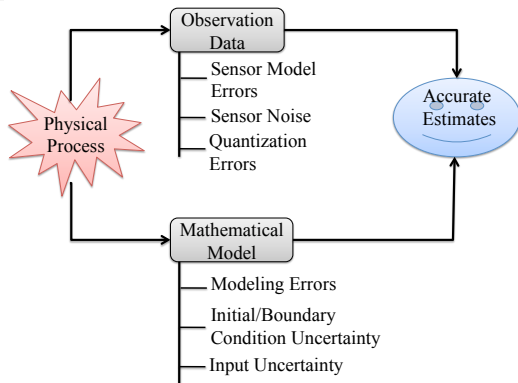 Observation
Data
Sensor Model
Errors
Sensor Noise
Quantization
Errors
Physical
Process
Accurate
Estimates
Mathematical
Model
Modeling Errors
Initial/Boundary
Condition Uncertainty
Input Uncertainty